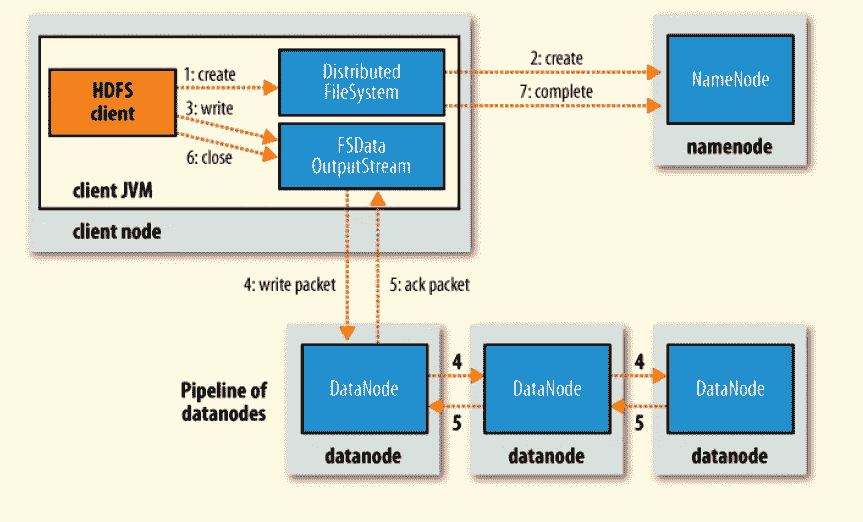 HDFS
client
1: create
3: write
6: close
Distributed
FileSystem
FSData
OutputStream
client JVM
client node
2: create
7: complete
NameNode
namenode
4: write packet
5: ack packet
Pipeline of
datanodes
DataNode
datanode
4
5
DataNode
datanode
4
5
DataNode
datanode